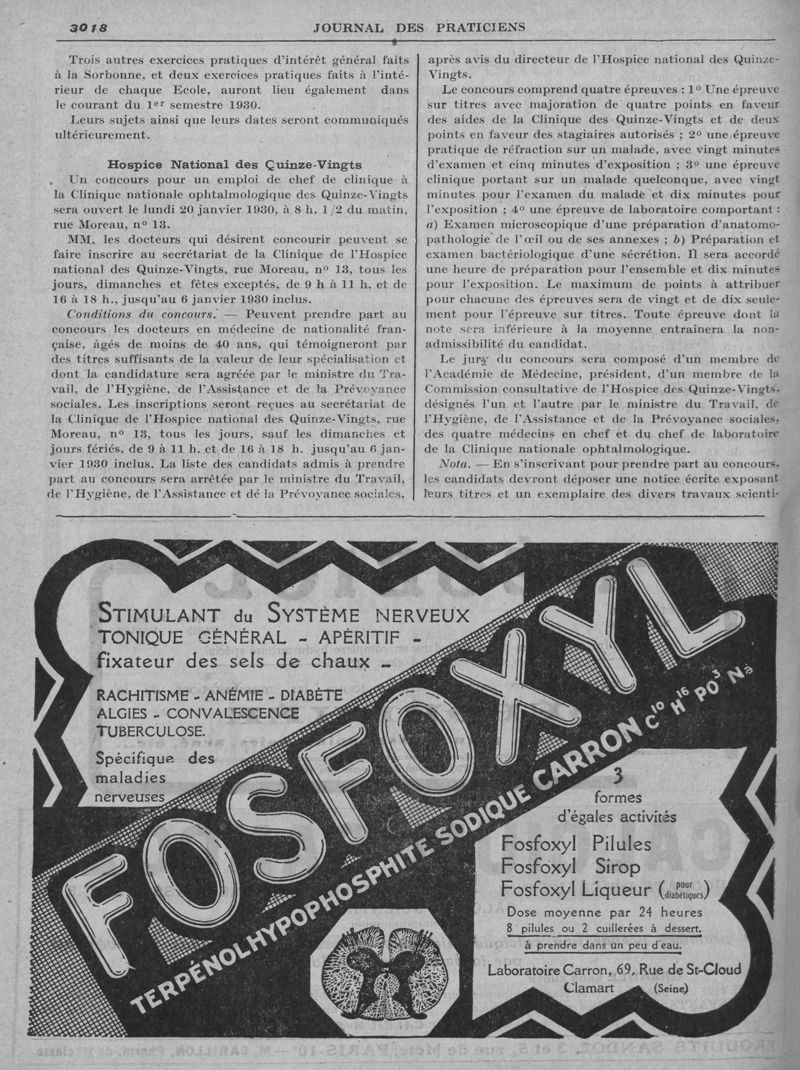 3018
JOURNAL DES PRATICIENS
Trois autres exercices pratiques d'intérêt général faits
à la Sorbonne, et deux exercices pratiques faits à l'inté-
rieur de chaque Ecole, auront lieu également dans
le courant du 1er semestre 1930.
Leurs sujets ainsi que leurs dates seront communiqués
ultérieurement.
Hospice National des Quinze-Vingts
Un concours pour un emploi de chef de clinique à
la Clinique nationale ophtalmologique des Quinze-Vingts
sera ouvert le lundi 20 janvier 1930, à 8 h. 1/2 du matin,
rue Moreau, nº 13.
MM. les docteurs qui désirent concourir peuvent se
faire inscrire au secrétariat de la Clinique de l'Hospice
national des Quinze-Vingts, rue Moreau, nº 13, tous les
jours, dimanches et fêtes exceptés, de 9 h à 11 h. et de
16 à 18 h., jusqu'au 6 janvier 1930 inclus.
Conditions du concours. — Peuvent prendre part au
concours les docteurs en médecine de nationalité fran-
çaise, âgés de moins de 40 ans, qui témoigneront par
des titres suffisants de la valeur de leur spécialisation et
dont la candidature sera agréée par le ministre du Tra-
vail, de l'Hygiène, de l'Assistance et de la Prévoyance
sociales. Les inscriptions seront reçues au secrétariat de
la Clinique de l'Hospice national des Quinze-Vingts, rue
Moreau, nº 13, tous les jours, sauf les dimanches et
jours fériés, de 9 à 11 h. et de 16 à 18 h. jusqu'au 6 jan-
vier 1930 inclus. La liste des candidats admis à prendre
part au concours sera arrêtée par le ministre du Travail,
de l'Hygiène, de l'Assistance et dé la Prévoyance sociales,
après avis du directeur de l'Hospice national des Quinze-
Vingts.
Le concours comprend quatre épreuves : 1º Une épreuve
sur titres avec majoration de quatre points en faveur
des aides de la Clinique des Quinze-Vingts et de deux
points en faveur des stagiaires autorisés ; 2º une épreuve
pratique de réfraction sur un malade, avec vingt minutes
d'examen et cinq minutes d'exposition ; 3º une épreuve
clinique portant sur un malade quelconque, avec vingt
minutes pour l'examen du malade et dix minutes pour
l'exposition ; 4º une épreuve de laboratoire comportant :
a) Examen microscopique d'une préparation d'anatomo-
pathologie de l'œil ou de ses annexes ; b) Préparation et
examen bactériologique d'une sécrétion. Il sera accordé
une heure de préparation pour l'ensemble et dix minutes
pour l'exposition. Le maximum de points à attribuer
pour chacune des épreuves sera de vingt et de dix seule-
ment pour l'épreuve sur titres. Toute épreuve dont la
note sera inférieure à la moyenne entrainera la non-
admissibilité du candidat.
Le jury du concours sera composé d'un membre de
l'Académie de Médecine, président, d'un membre de la
Commission consultative de l'Hospice des Quinze-Vingts,
désignés l'un et l'autre par le ministre du Travail, de
l'Hygiène, de l'Assistance et de la Prévoyance sociales,
des quatre médecins en chef et du chef de laboratoire
de la Clinique nationale ophtalmologique.
Nota. — En s'inscrivant pour prendre part au concours,
les candidats devront déposer une notice écrite exposant
leurs titres et un exemplaire des divers travaux scienti-
STIMULANT du SYSTÈME NERVEUX
TONIQUE GÉNÉRAL - APÉRITIF -
fixateur des sels de chaux -
RACHITISME - ANÉMIE - DIABÈTE
ALGIES - CONVALESCENCE
TUBERCULOSE.
Spécifique des
maladies
nerveuses
FOSFOXYL
TERPÉNOLHYPOPHOSPHITE SODIQUE CARRON C10 H16 PO3 Na
3
formes
d'égales activités
Fosfoxyl Pilules
Fosfoxyl Sirop
Fosfoxyl Liqueur (pour diabétiques)
Dose moyenne par 24 heures
8 pilules ou 2 cuillerées à dessert.
à prendre dans un peu d'eau.
Laboratoire Carron, 69, Rue de St-Cloud
Clamart (Seine)